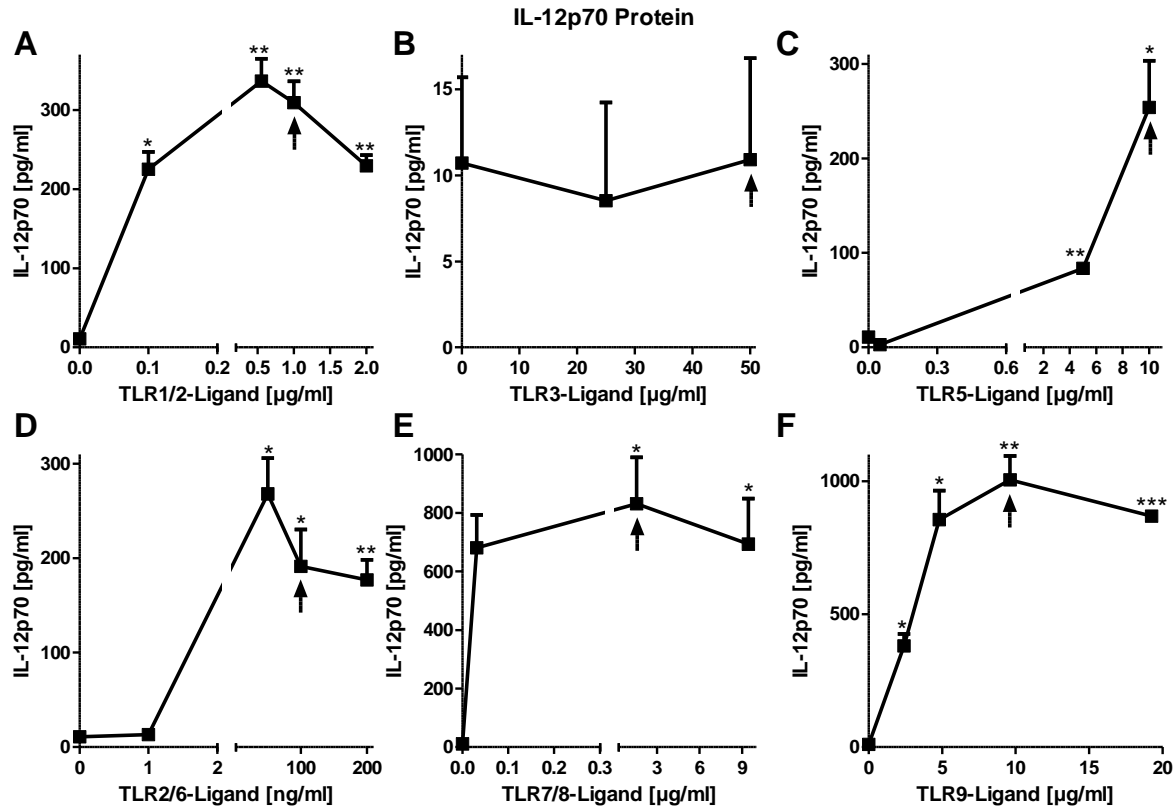 IL-12p70 Protein
A
IL-12p70 [pg/ml]
300
200
100
0
** ** * **
0.0 0.1 0.2 0.5 1.0 1.5 2.0
TLR1/2-Ligand [µg/ml]
B
IL-12p70 [pg/ml]
15
10
5
0
0 10 20 30 40 50
TLR3-Ligand [µg/ml]
C
IL-12p70 [pg/ml]
300
200
100
0
* **
0.0 0.3 0.6 2 4 6 8 10
TLR5-Ligand [µg/ml]
D
IL-12p70 [pg/ml]
300
200
100
0
* * **
0 1 2 100 200
TLR2/6-Ligand [ng/ml]
E
IL-12p70 [pg/ml]
1000
800
600
400
200
0
* *
0.0 0.1 0.2 0.3 3 6 9
TLR7/8-Ligand [µg/ml]
F
IL-12p70 [pg/ml]
1000
500
0
* * ** ***
0 5 10 15 20
TLR9-Ligand [µg/ml]